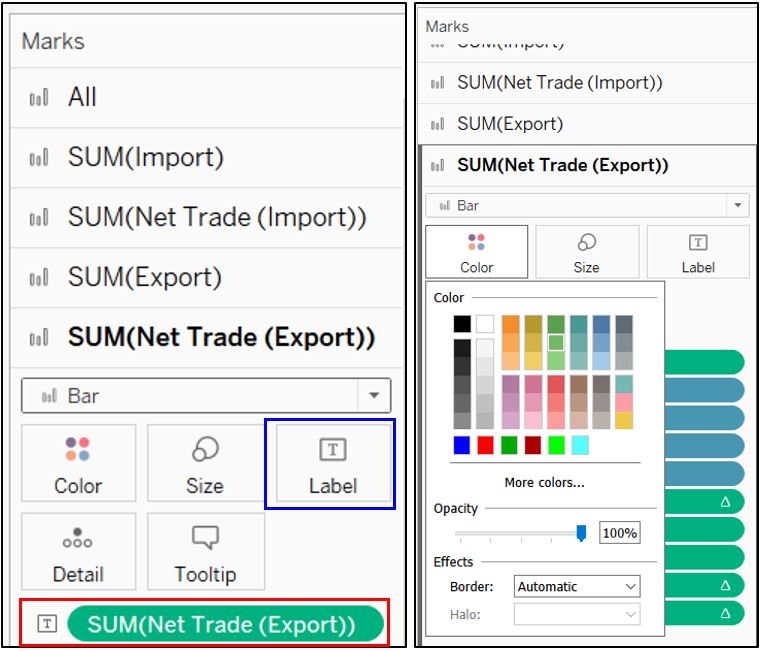 Marks
All
SUM(Import)
SUM(Net Trade (Import))
SUM(Export)
SUM(Net Trade (Export))
Bar
Color
Size
T
Label
Detail
Tooltip
T
SUM(Net Trade (Export))
Marks
SUM(Import)
SUM(Net Trade (Import))
SUM(Export)
SUM(Net Trade (Export))
Bar
Color
Size
T
Label
Color
More colors...
Opacity
100%
Effects
Border:
Automatic
Halo: